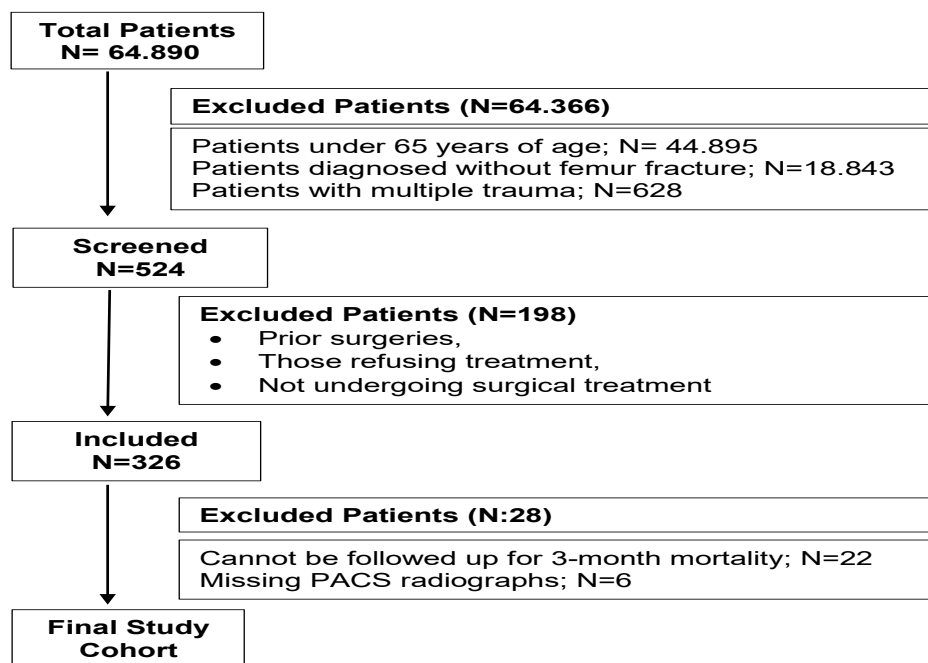 Total Patients
N= 64.890
Excluded Patients (N=64.366)
Patients under 65 years of age; N= 44.895
Patients diagnosed without femur fracture; N=18.843
Patients with multiple trauma; N=628
Screened
N=524
Excluded Patients (N=198)
• Prior surgeries,
• Those refusing treatment,
• Not undergoing surgical treatment
Included
N=326
Excluded Patients (N:28)
Cannot be followed up for 3-month mortality; N=22
Missing PACS radiographs; N=6
Final Study
Cohort